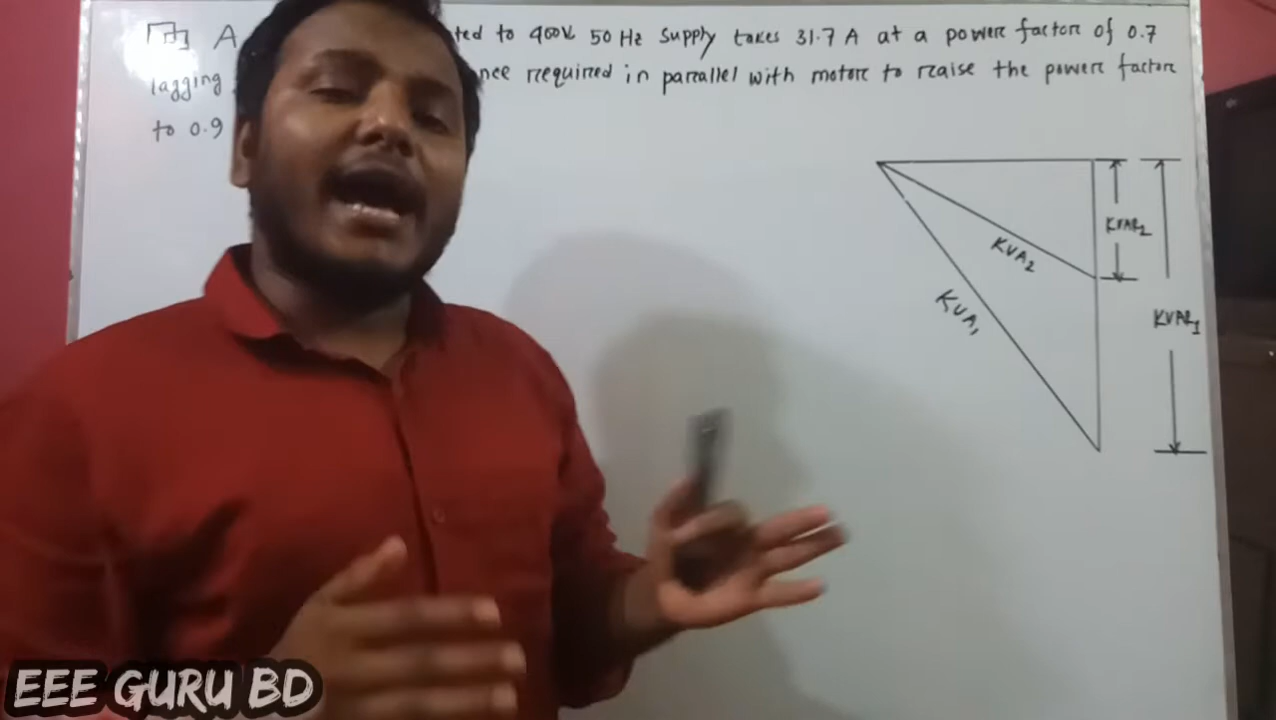 A ted to 400V 50 Hz supply takes 31.7 A at a power factor of 0.7
lagging nce required in parallel with motor to raise the power factor
to 0.9
KVAR2
KVA2
KVA1
KVAR1
EEE GURU BD